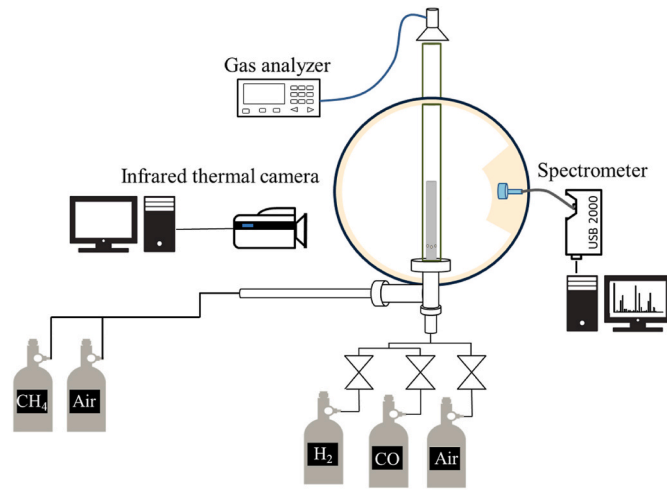 Gas analyzer
Infrared thermal camera
Spectrometer
USB 2000
CH₄
Air
H₂
CO
Air